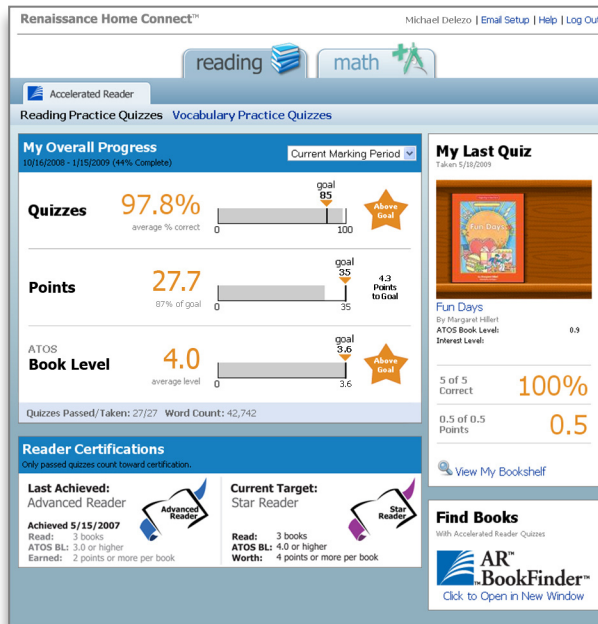 Renaissance Home Connect™
Michael Delezo | Email Setup | Help | Log Out
reading
math
Accelerated Reader
Reading Practice Quizzes Vocabulary Practice Quizzes
My Overall Progress
10/16/2008 - 1/15/2009 (44% Complete)
Current Marking Period
Quizzes
97.8%
average % correct
goal
85
0
100
Above
Goal
Points
27.7
87% of goal
goal
35
0
35
4.3
Points
to Goal
ATOS
Book Level
4.0
average level
goal
3.6
0
3.6
Above
Goal
Quizzes Passed/Taken: 27/27 Word Count: 42,742
Reader Certifications
Only passed quizzes count toward certification.
Last Achieved:
Advanced Reader
Advanced
Reader
Achieved 5/15/2007
Read: 3 books
ATOS BL: 3.0 or higher
Earned: 2 points or more per book
Current Target:
Star Reader
Star
Reader
Read: 3 books
ATOS BL: 4.0 or higher
Worth: 4 points or more per book
My Last Quiz
Taken 5/18/2009
Fun Days
Fun Days
By Margaret Hillert
ATOS Book Level: 0.9
Interest Level:
5 of 5
Correct
100%
0.5 of 0.5
Points
0.5
View My Bookshelf
Find Books
With Accelerated Reader Quizzes
AR™
BookFinder™
Click to Open in New Window